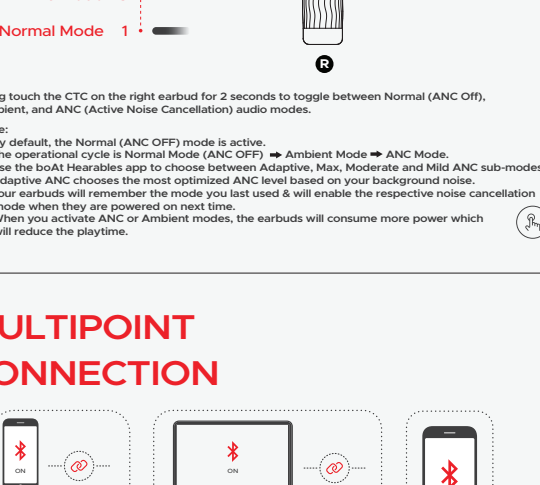 Normal Mode 1
R
g touch the CTC on the right earbud for 2 seconds to toggle between Normal (ANC Off),
pient, and ANC (Active Noise Cancellation) audio modes.
e:
y default, the Normal (ANC OFF) mode is active.
he operational cycle is Normal Mode (ANC OFF) ➡ Ambient Mode ➡ ANC Mode.
se the boAt Hearables app to choose between Adaptive, Max, Moderate and Mild ANC sub-modes
daptive ANC chooses the most optimized ANC level based on your background noise.
our earbuds will remember the mode you last used & will enable the respective noise cancellation
mode when they are powered on next time.
When you activate ANC or Ambient modes, the earbuds will consume more power which
will reduce the playtime.
ULTIPOINT
ONNECTION
ON
ON